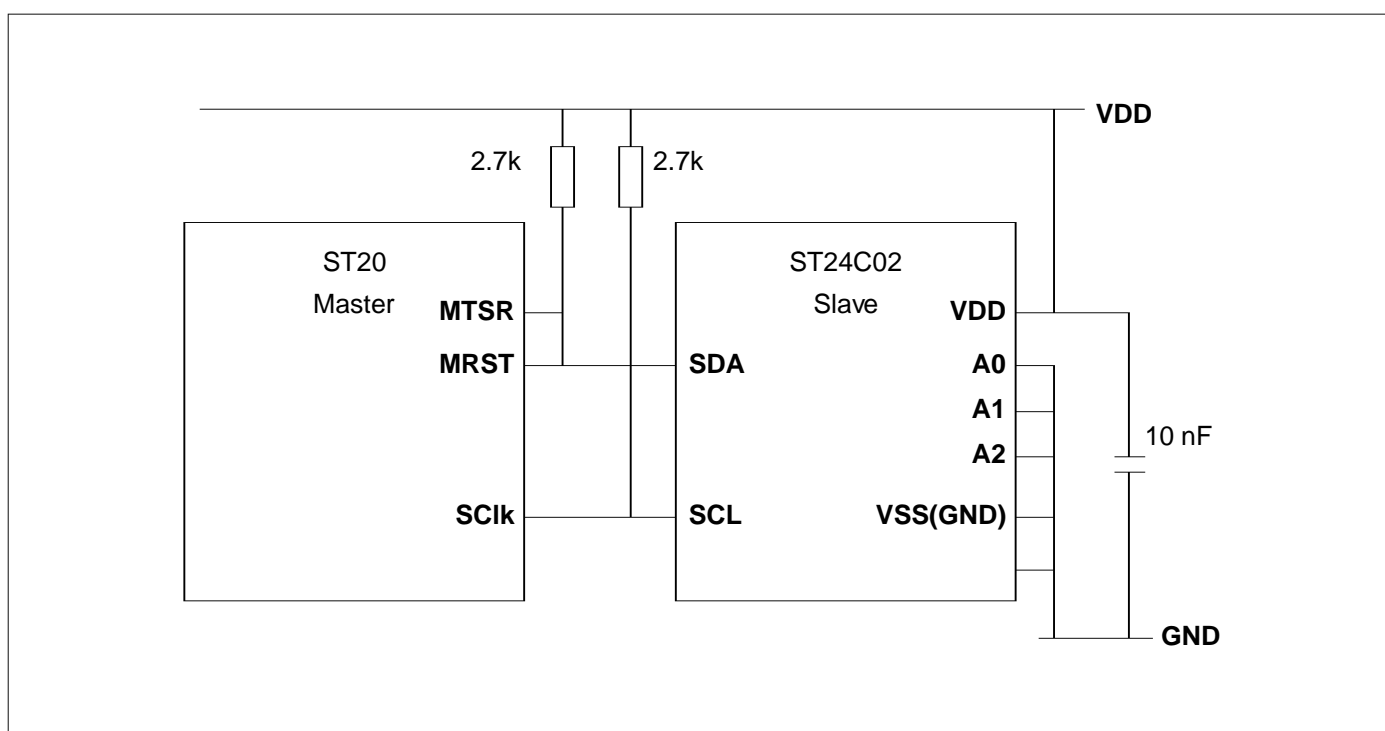 VDD
2.7k
2.7k
ST20
Master
MTSR
MRST
SClk
ST24C02
Slave
SDA
SCL
VDD
A0
A1
A2
VSS(GND)
10 nF
GND